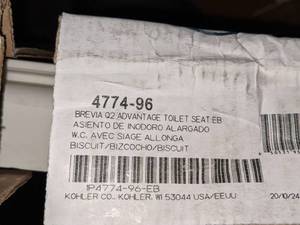 4774-96
BREVIA Q2 ADVANTAGE TOILET SEAT EB
ASIENTO DE INODORO ALARGADO
W.C. AVEC SIAGE ALLONGA
BISCUIT/BIZCOCHO/BISCUIT
1P4774-96-EB
KOHLER CO. KOHLER, WI 53044 USA/EEUU
20/10/24